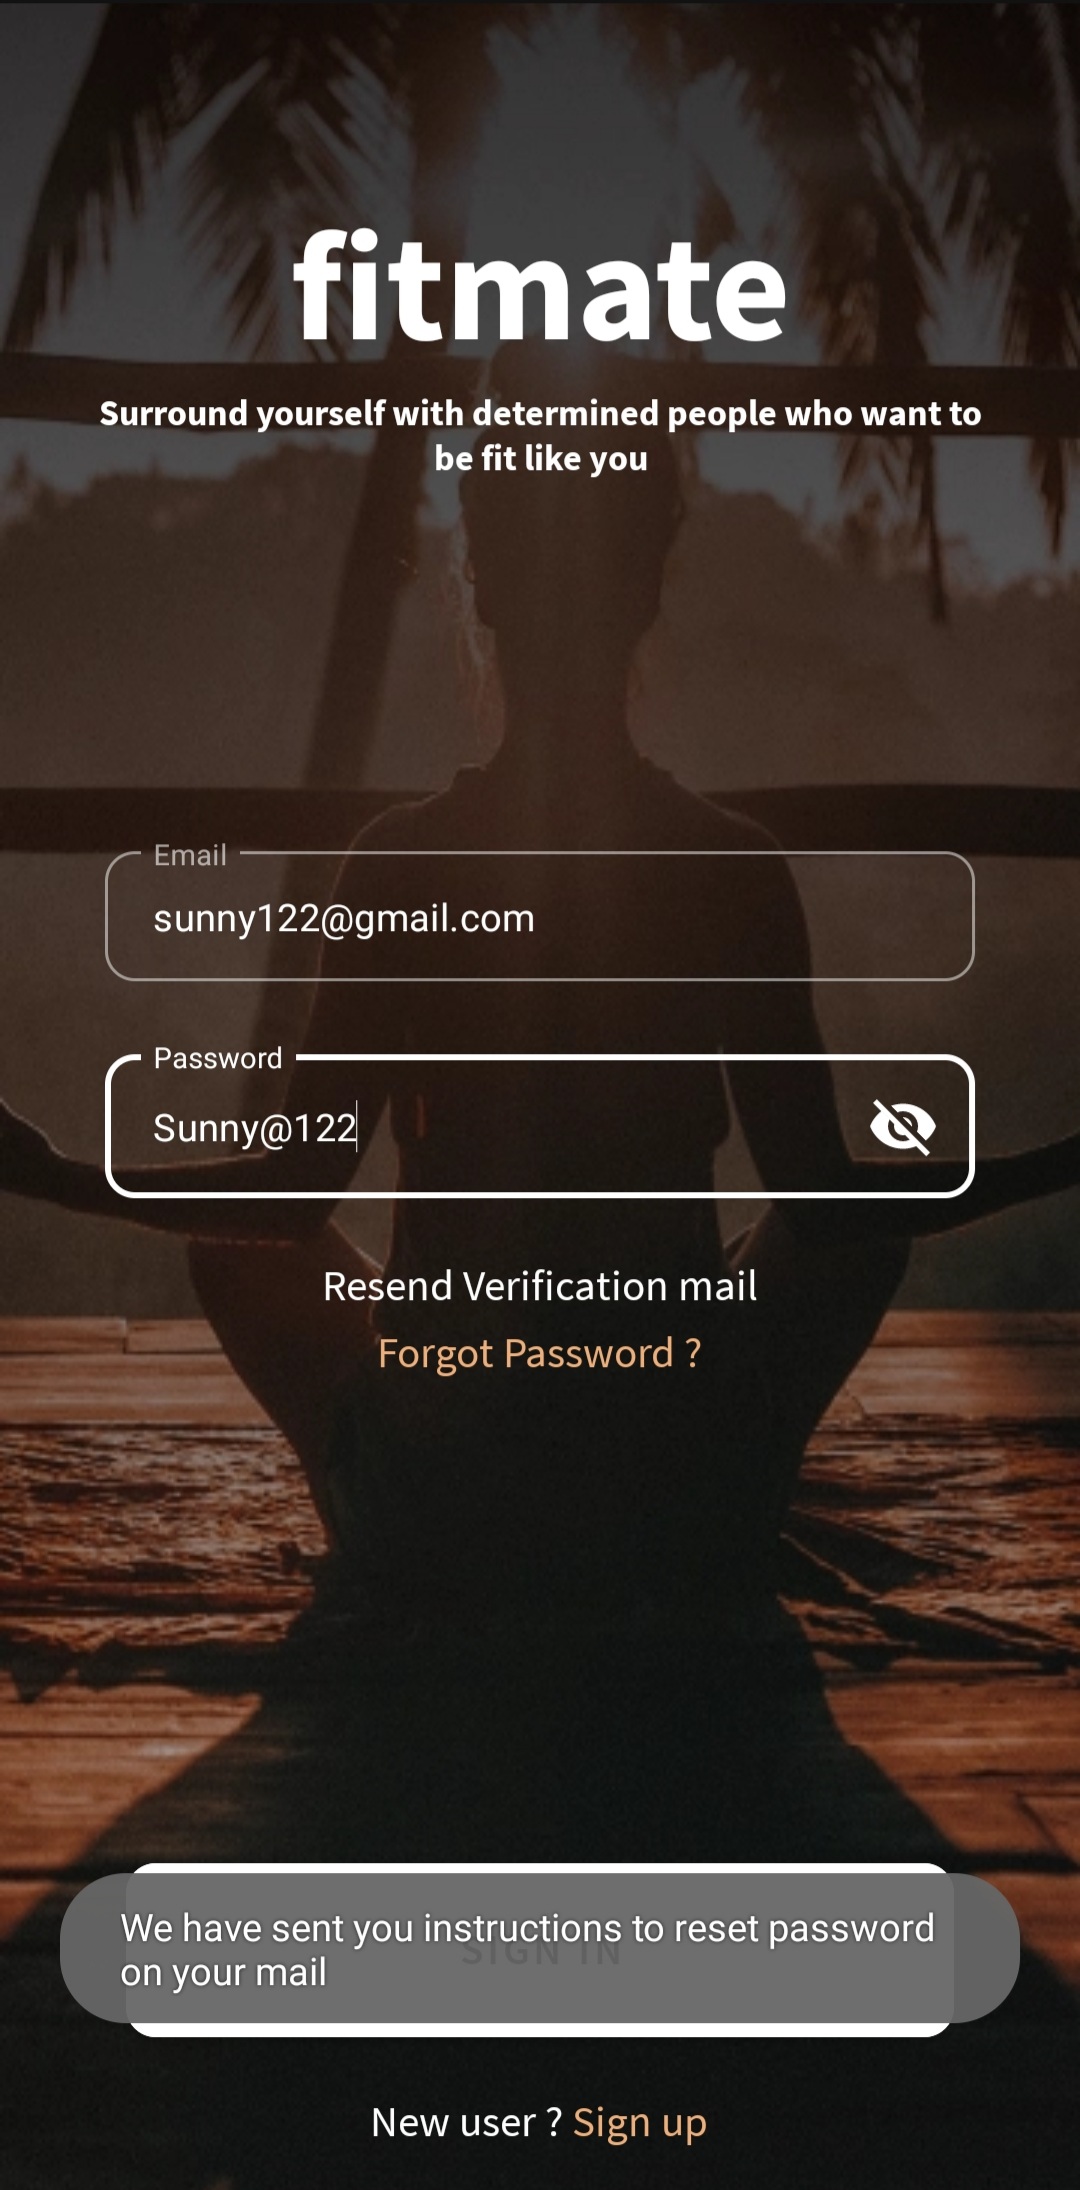 fitmate
Surround yourself with determined people who want to
be fit like you
Email
sunny122@gmail.com
Password
Sunny@122
Resend Verification mail
Forgot Password ?
We have sent you instructions to reset password
SIGN IN
on your mail
New user ? Sign up